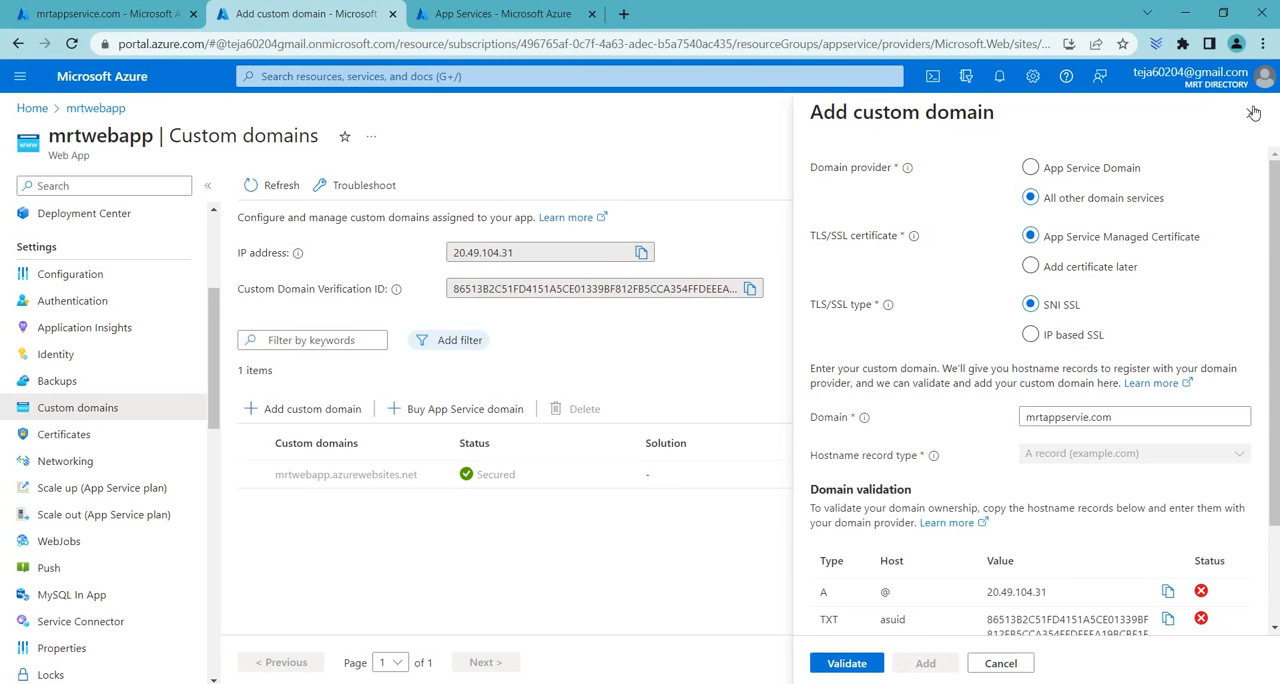 mrtappservice.com - Microsoft A
Add custom domain - Microsoft
App Services - Microsoft Azure
portal.azure.com/#@teja60204gmail.onmicrosoft.com/resource/subscriptions/496765af-0c7f-4a63-adec-b5a7540ac435/resourceGroups/appservice/providers/Microsoft.Web/sites/...
Microsoft Azure
Search resources, services, and docs (G+/)
teja60204@gmail.com
MRT DIRECTORY
Home > mrtwebapp
mrtwebapp | Custom domains
Web App
Search
Deployment Center
Settings
Configuration
Authentication
Application Insights
Identity
Backups
Custom domains
Certificates
Networking
Scale up (App Service plan)
Scale out (App Service plan)
WebJobs
Push
MySQL In App
Service Connector
Properties
Locks
Refresh
Troubleshoot
Configure and manage custom domains assigned to your app. Learn more
IP address:
20.49.104.31
Custom Domain Verification ID:
86513B2C51FD4151A5CE01339BF812FB5CCA354FFDEEEA...
Filter by keywords
Add filter
1 items
Add custom domain
Buy App Service domain
Delete
Custom domains Status Solution
mrtwebapp.azurewebsites.net Secured -
< Previous Page 1 of 1 Next >
Add custom domain
Domain provider *
App Service Domain
All other domain services
TLS/SSL certificate *
App Service Managed Certificate
Add certificate later
TLS/SSL type *
SNI SSL
IP based SSL
Enter your custom domain. We'll give you hostname records to register with your domain
provider, and we can validate and add your custom domain here. Learn more
Domain *
mrtappservie.com
Hostname record type *
A record (example.com)
Domain validation
To validate your domain ownership, copy the hostname records below and enter them with
your domain provider. Learn more
Type Host Value Status
A @ 20.49.104.31
TXT asuid 86513B2C51FD4151A5CE01339BF
Validate Add Cancel